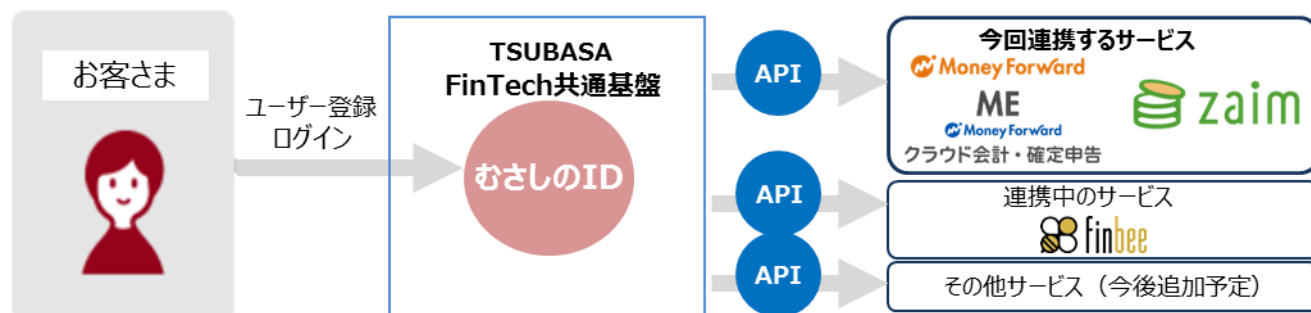 お客さま
ユーザー登録
ログイン
TSUBASA
FinTech共通基盤
むさしのID
API
今回連携するサービス
Money Forward
ME
Money Forward
クラウド会計・確定申告
zaim
API
連携中のサービス
finbee
API
その他サービス（今後追加予定）